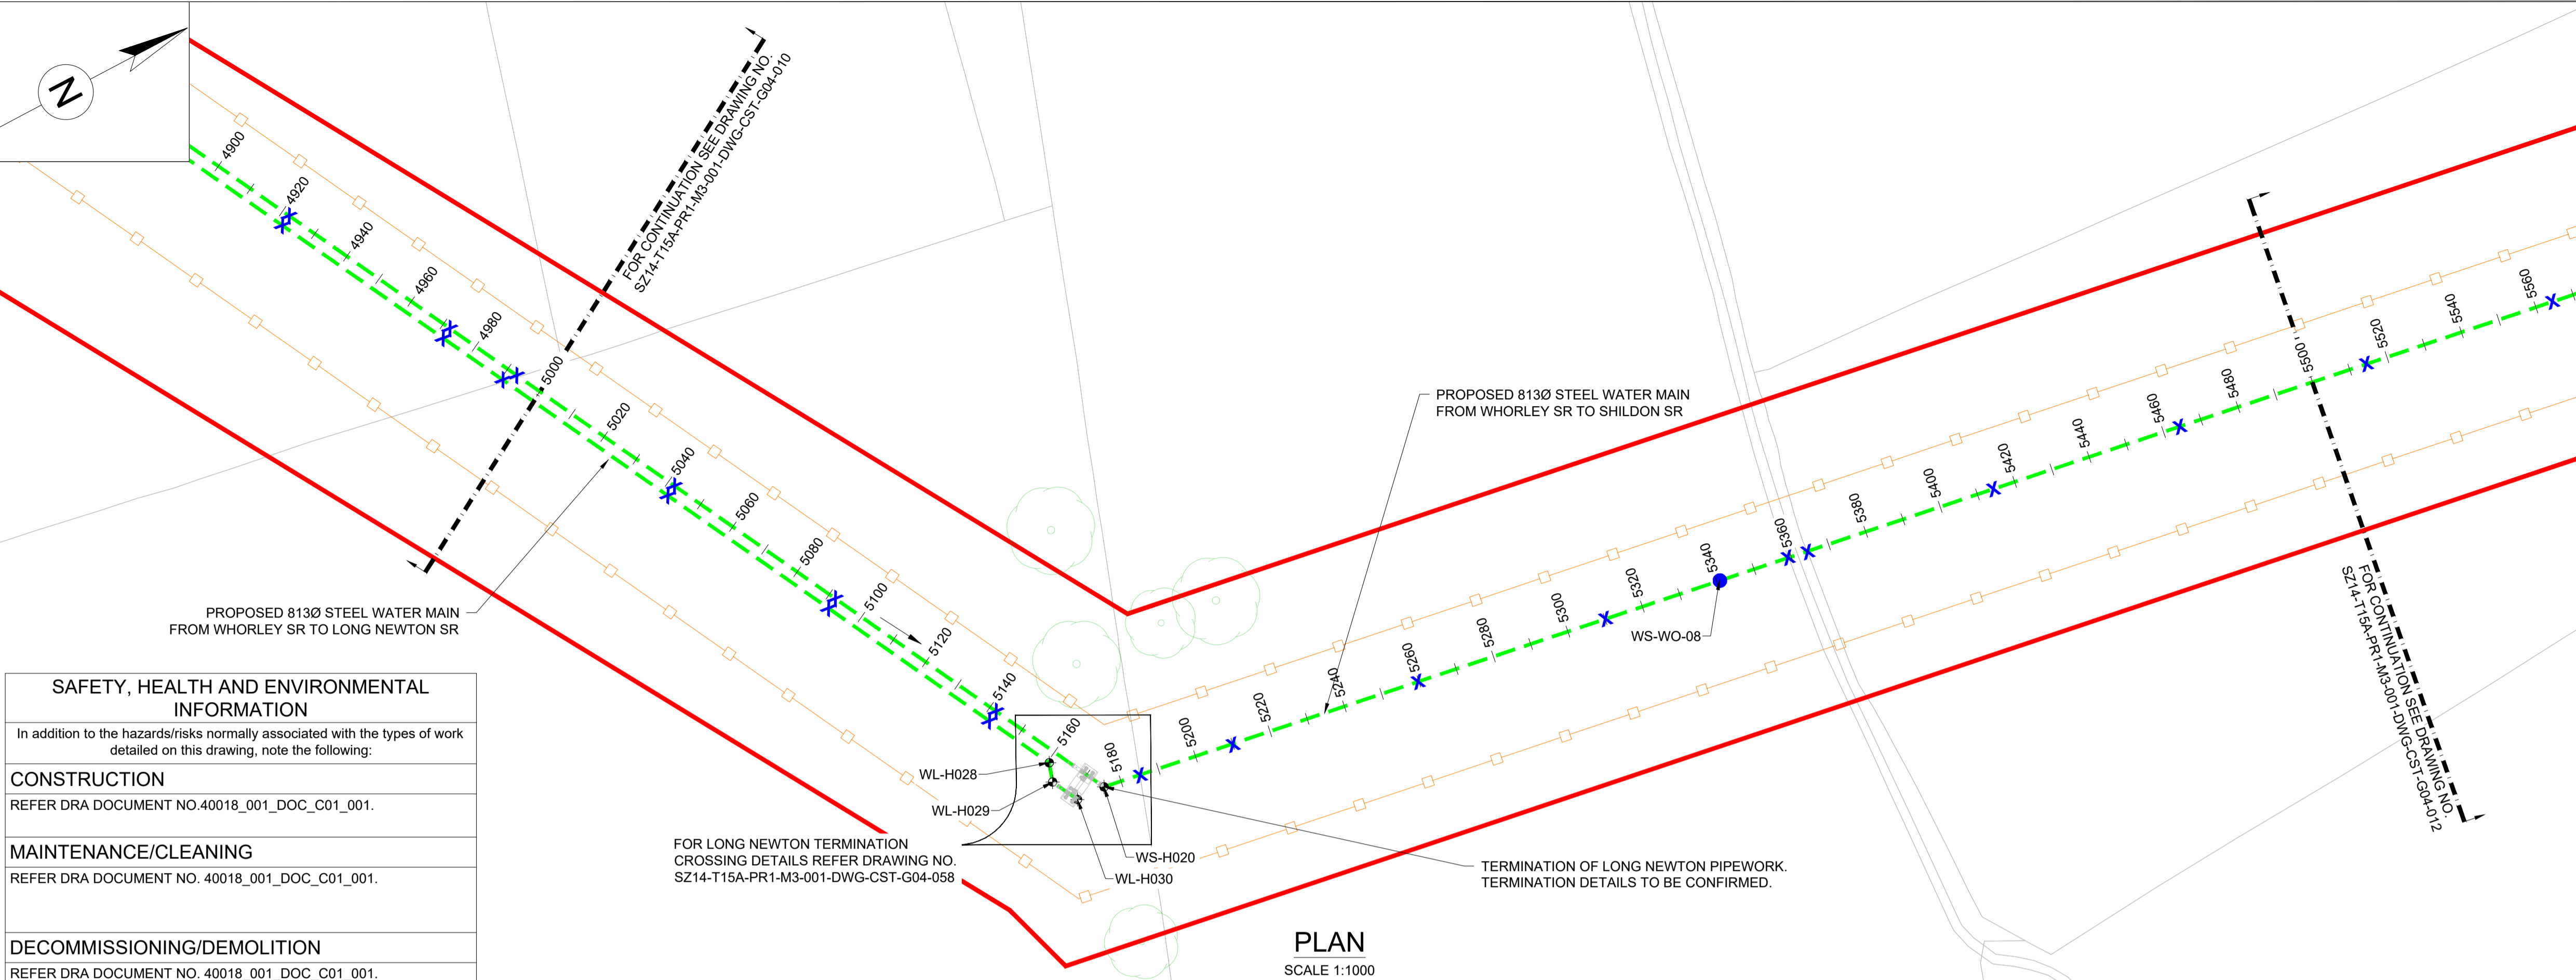 N
4900
4920
4940
4960
4980
5000
5020
5040
5060
5080
5100
5120
5140
5160
5180
5200
5220
5240
5260
5280
5300
5320
5340
5360
5380
5400
5420
5440
5460
5480
5500
5520
5540
5560
FOR CONTINUATION SEE DRAWING NO.
SZ14-T15A-PR1-M3-001-DWG-CST-G04-010
PROPOSED 813Ø STEEL WATER MAIN
FROM WHORLEY SR TO SHILDON SR
PROPOSED 813Ø STEEL WATER MAIN
FROM WHORLEY SR TO LONG NEWTON SR
WS-WO-08
FOR CONTINUATION SEE DRAWING NO.
SZ14-T15A-PR1-M3-001-DWG-CST-G04-012
WL-H028
WL-H029
WS-H020
WL-H030
FOR LONG NEWTON TERMINATION
CROSSING DETAILS REFER DRAWING NO.
SZ14-T15A-PR1-M3-001-DWG-CST-G04-058
TERMINATION OF LONG NEWTON PIPEWORK.
TERMINATION DETAILS TO BE CONFIRMED.
SAFETY, HEALTH AND ENVIRONMENTAL
INFORMATION
In addition to the hazards/risks normally associated with the types of work
detailed on this drawing, note the following:
CONSTRUCTION
REFER DRA DOCUMENT NO.40018_001_DOC_C01_001.
MAINTENANCE/CLEANING
REFER DRA DOCUMENT NO. 40018_001_DOC_C01_001.
DECOMMISSIONING/DEMOLITION
REFER DRA DOCUMENT NO. 40018_001_DOC_C01_001.
PLAN
SCALE 1:1000